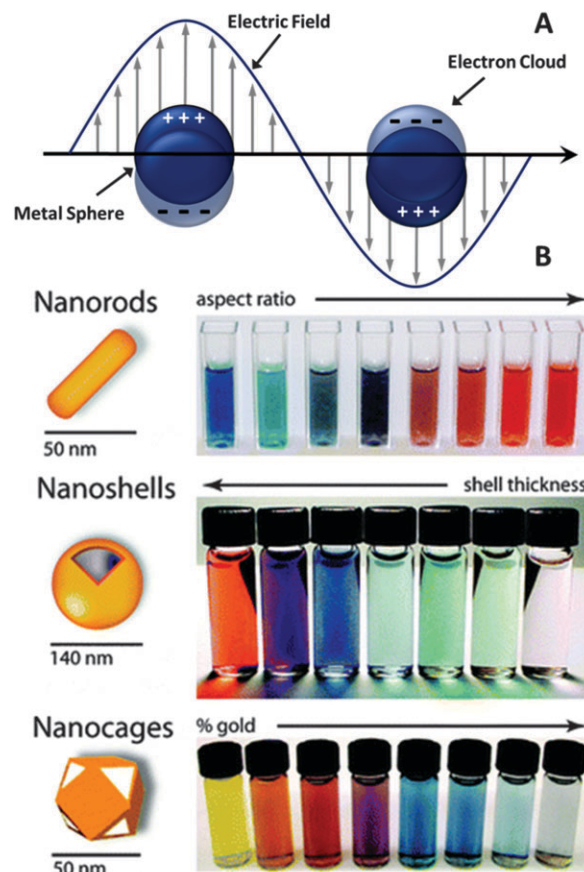 A
Electric Field
Electron Cloud
+ + +
- - -
Metal Sphere
- - -
+ + +
B
Nanorods
aspect ratio
50 nm
Nanoshells
shell thickness
140 nm
Nanocages
% gold
50 nm